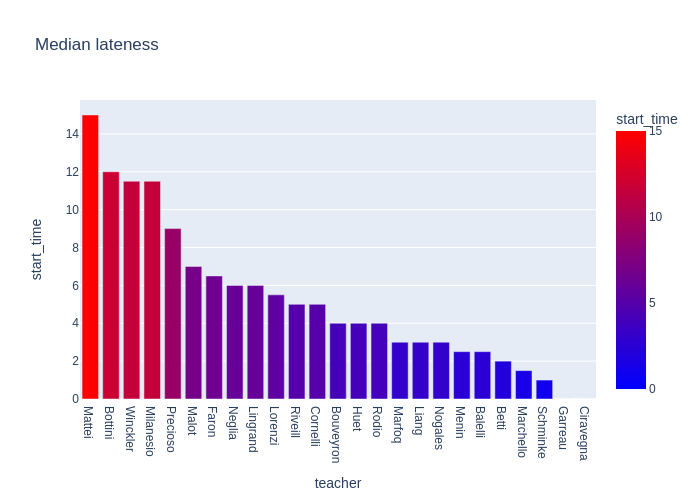 Median lateness
start_time
15
10
5
0
14
12
10
8
6
4
2
0
start_time
Mattei
Bottini
Winckler
Milanesio
Precioso
Malot
Faron
Neglia
Lingrand
Lorenzi
Riveill
Cornelli
Bouveyron
Huet
Rodio
Marfoq
Liang
Nogales
Menin
Balelli
Betti
Marchello
Schminke
Garreau
Ciravegna
teacher